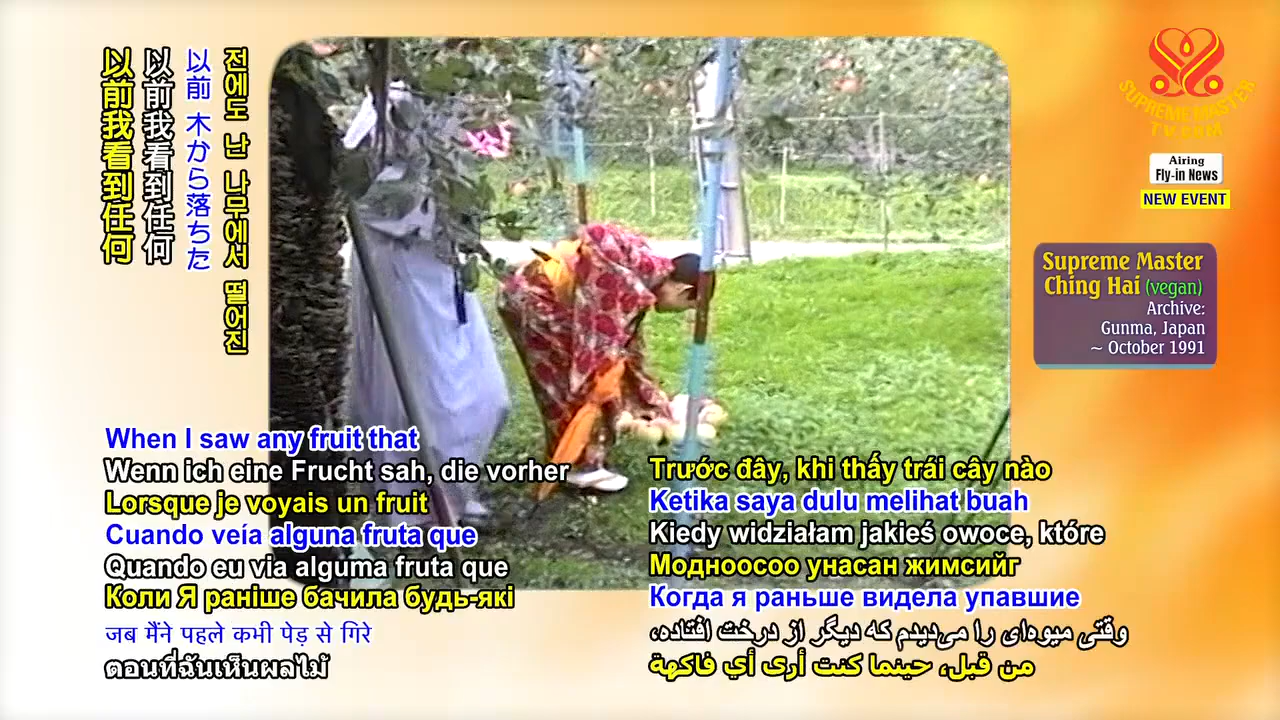 以前我看到任何
以前我看到任何
以前 木から落ちた
전에도 난 나무에서 떨어진
SUPREME MASTER
TV.COM
Airing
Fly-in News
NEW EVENT
Supreme Master
Ching Hai (vegan)
Archive:
Gunma, Japan
~ October 1991
When I saw any fruit that
Wenn ich eine Frucht sah, die vorher
Lorsque je voyais un fruit
Cuando veía alguna fruta que
Quando eu via alguma fruta que
Коли Я раніше бачила будь-які
जब मैंने पहले कभी पेड़ से गिरे
ตอนที่ฉันเห็นผลไม้
Trước đây, khi thấy trái cây nào
Ketika saya dulu melihat buah
Kiedy widziałam jakieś owoce, które
Модноосоо унасан жимсийг
Когда я раньше видела упавшие
وقتی میوه‌ای را می‌دیدم که دیگر از درخت افتاده،
من قبل، حينما كنت أرى أي فاكهة